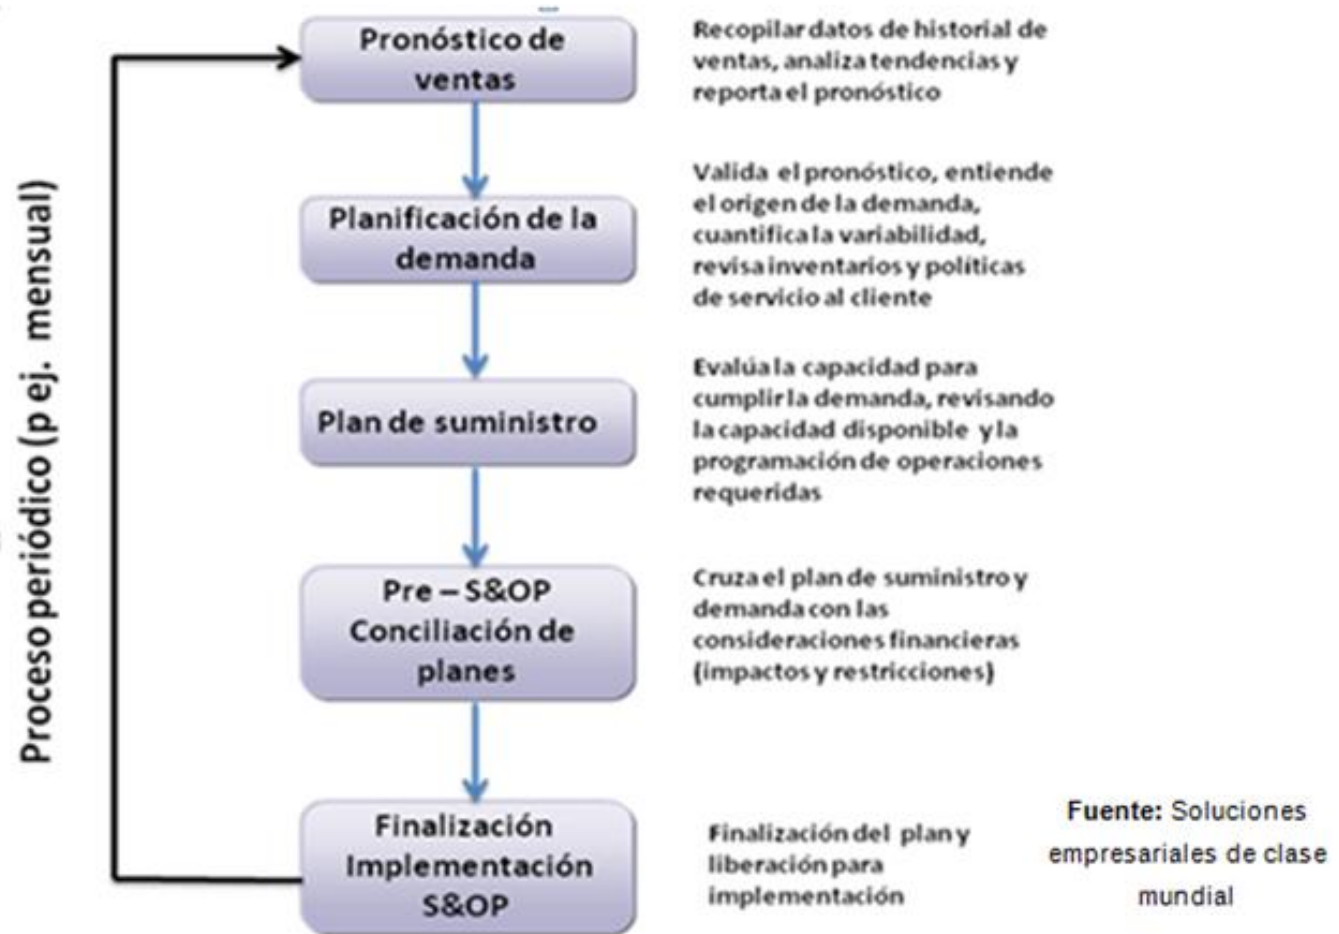 Proceso periódico (p ej. mensual)
Pronóstico de
ventas
Recopilar datos de historial de
ventas, analiza tendencias y
reporta el pronóstico
Planificación de la
demanda
Valida el pronóstico, entiende
el origen de la demanda,
cuantifica la variabilidad,
revisa inventarios y políticas
de servicio al cliente
Plan de suministro
Evalúa la capacidad para
cumplir la demanda, revisando
la capacidad disponible y la
programación de operaciones
requeridas
Pre – S&OP
Conciliación de
planes
Cruza el plan de suministro y
demanda con las
consideraciones financieras
(impactos y restricciones)
Finalización
Implementación
S&OP
Finalización del plan y
liberación para
implementación
Fuente: Soluciones
empresariales de clase
mundial